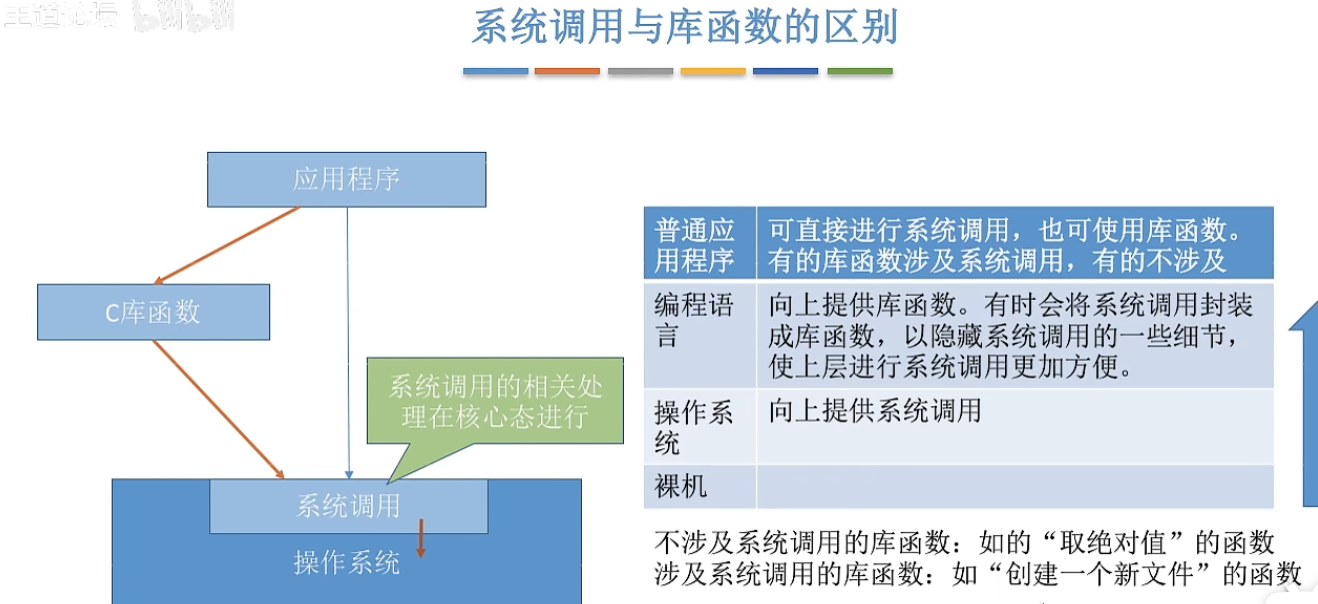 王道论坛 bilibili
系统调用与库函数的区别
应用程序
C库函数
系统调用的相关处
理在核心态进行
系统调用
操作系统
普通应
用程序
可直接进行系统调用，也可使用库函数。
有的库函数涉及系统调用，有的不涉及
编程语
言
向上提供库函数。有时会将系统调用封装
成库函数，以隐藏系统调用的一些细节，
使上层进行系统调用更加方便。
操作系
统
向上提供系统调用
裸机
不涉及系统调用的库函数：如的“取绝对值”的函数
涉及系统调用的库函数：如“创建一个新文件”的函数